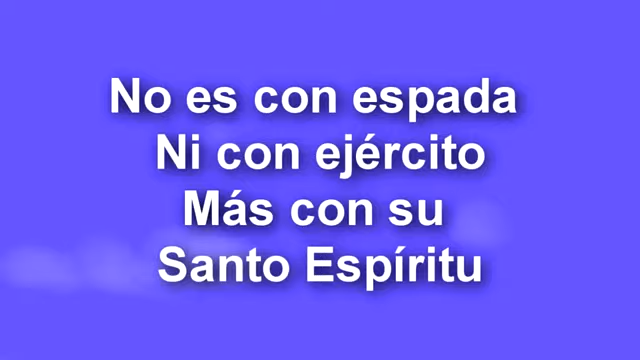 No es con espada
Ni con ejército
Más con su
Santo Espíritu